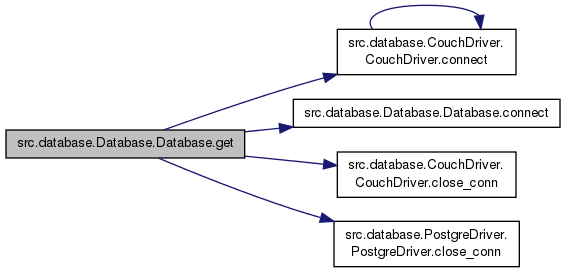 src.database.CouchDriver.
CouchDriver.connect
src.database.Database.Database.connect
src.database.Database.Database.get
src.database.CouchDriver.
CouchDriver.close_conn
src.database.PostgreDriver.
PostgreDriver.close_conn